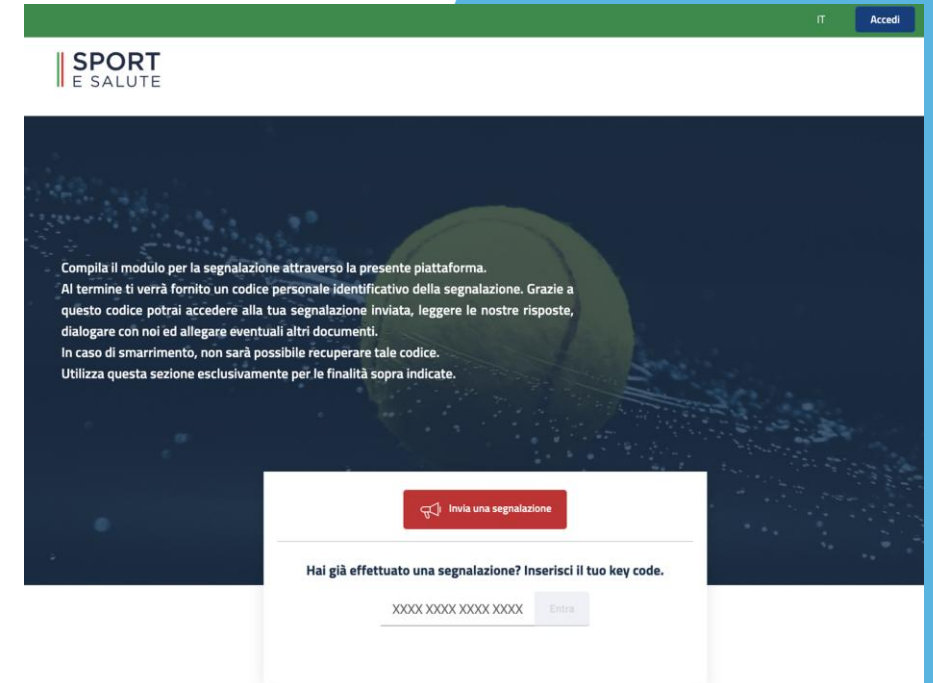 IT
Accedi
SPORT
E SALUTE
Compila il modulo per la segnalazione attraverso la presente piattaforma.
Al termine ti verrà fornito un codice personale identificativo della segnalazione. Grazie a
questo codice potrai accedere alla tua segnalazione inviata, leggere le nostre risposte,
dialogare con noi ed allegare eventuali altri documenti.
In caso di smarrimento, non sarà possibile recuperare tale codice.
Utilizza questa sezione esclusivamente per le finalità sopra indicate.
Invia una segnalazione
Hai già effettuato una segnalazione? Inserisci il tuo key code.
XXXX XXXX XXXX XXXX
Entra